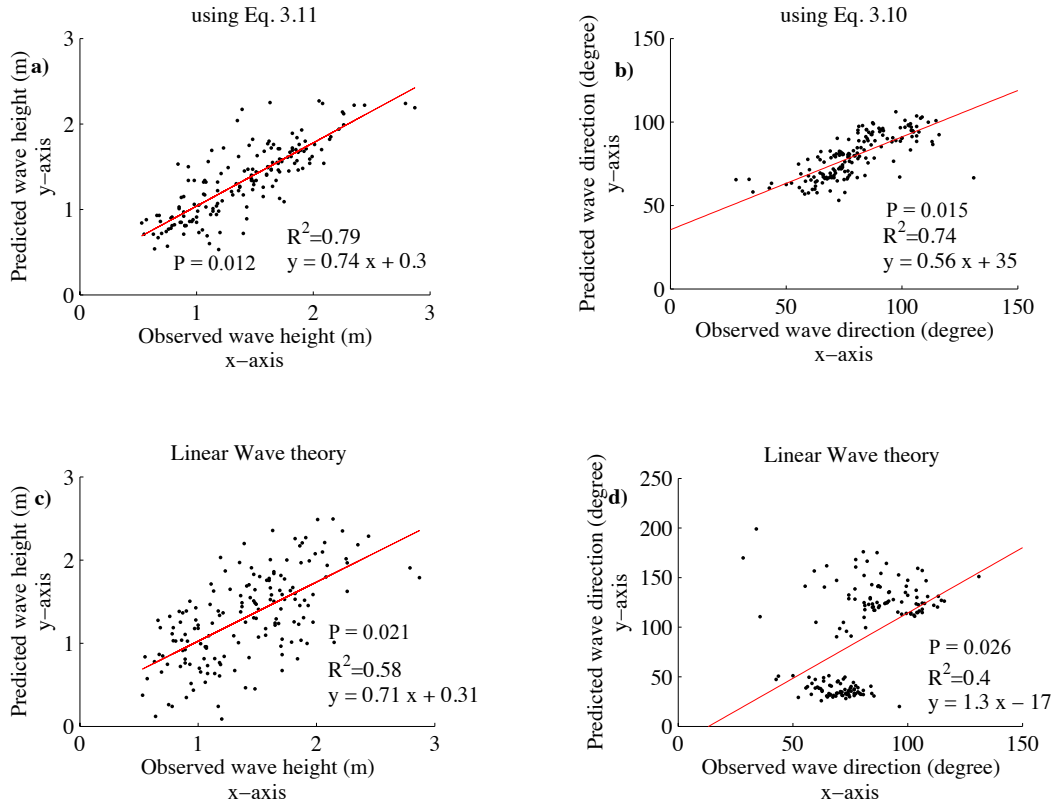 using Eq. 3.11
a)
Predicted wave height (m)
y−axis
3
2
1
0
R2=0.79
P = 0.012
y = 0.74 x + 0.3
0 1 2 3
Observed wave height (m)
x−axis
using Eq. 3.10
b)
Predicted wave direction (degree)
y−axis
150
100
50
0
P = 0.015
R2=0.74
y = 0.56 x + 35
0 50 100 150
Observed wave direction (degree)
x−axis
Linear Wave theory
c)
Predicted wave height (m)
y−axis
3
2
1
0
P = 0.021
R2=0.58
y = 0.71 x + 0.31
0 1 2 3
Observed wave height (m)
x−axis
Linear Wave theory
d)
Predicted wave direction (degree)
y−axis
250
200
150
100
50
0
P = 0.026
R2=0.4
y = 1.3 x − 17
0 50 100 150
Observed wave direction (degree)
x−axis